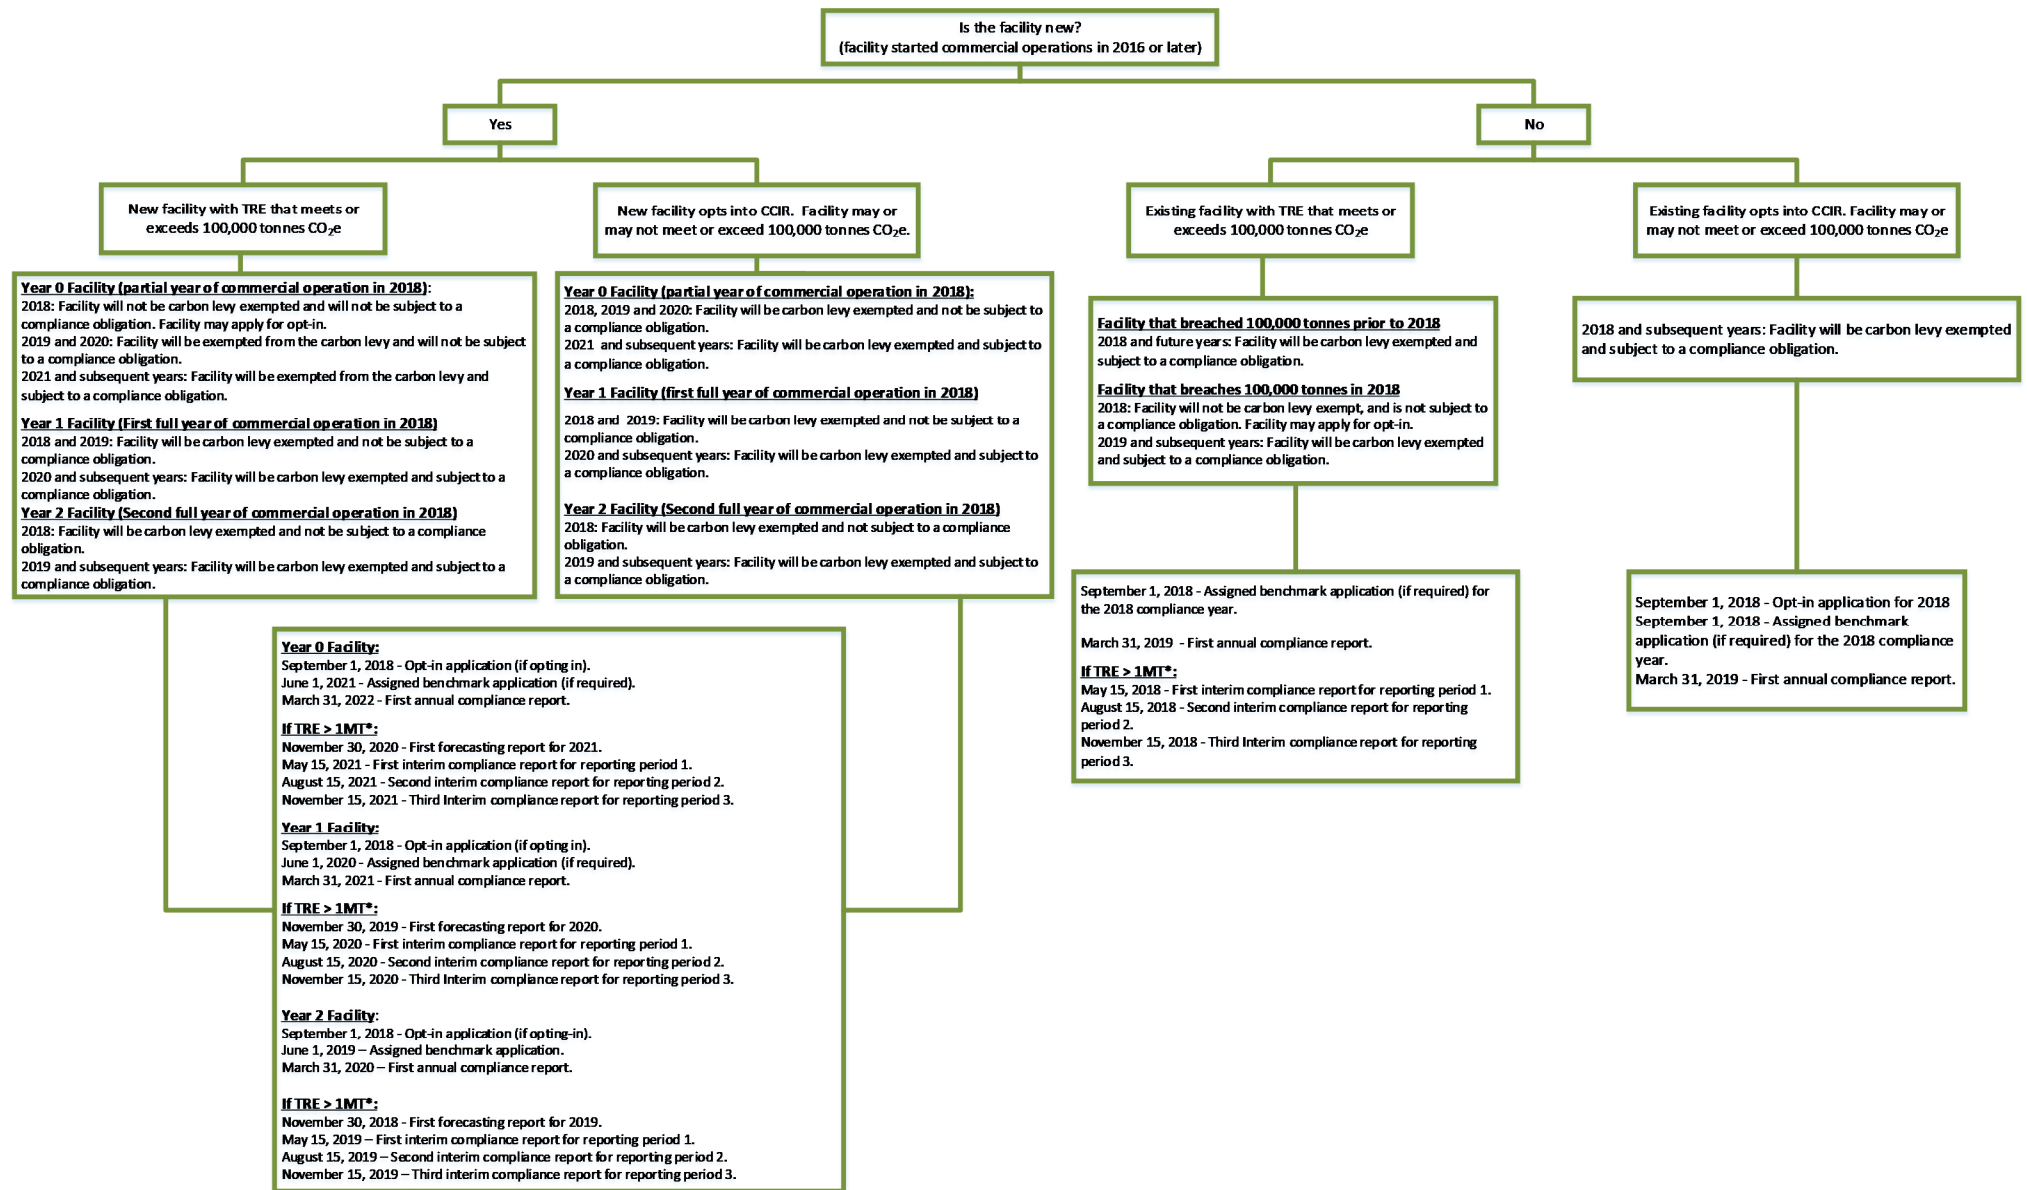 Is the facility new?
(facility started commercial operations in 2016 or later)
Yes
No
New facility with TRE that meets or
exceeds 100,000 tonnes CO₂e
New facility opts into CCIR. Facility may or
may not meet or exceed 100,000 tonnes CO₂e.
Existing facility with TRE that meets or
exceeds 100,000 tonnes CO₂e
Existing facility opts into CCIR. Facility may or
may not meet or exceed 100,000 tonnes CO₂e
Year 0 Facility (partial year of commercial operation in 2018):
2018: Facility will not be carbon levy exempted and will not be subject to a
compliance obligation. Facility may apply for opt-in.
2019 and 2020: Facility will be exempted from the carbon levy and will not be subject
to a compliance obligation.
2021 and subsequent years: Facility will be exempted from the carbon levy and
subject to a compliance obligation.
Year 1 Facility (First full year of commercial operation in 2018)
2018 and 2019: Facility will be carbon levy exempted and not be subject to a
compliance obligation.
2020 and subsequent years: Facility will be carbon levy exempted and subject to a
compliance obligation.
Year 2 Facility (Second full year of commercial operation in 2018)
2018: Facility will be carbon levy exempted and not be subject to a compliance
obligation.
2019 and subsequent years: Facility will be carbon levy exempted and subject to a
compliance obligation.
Year 0 Facility (partial year of commercial operation in 2018):
2018, 2019 and 2020: Facility will be carbon levy exempted and not be subject to
a compliance obligation.
2021 and subsequent years: Facility will be carbon levy exempted and subject to
a compliance obligation.
Year 1 Facility (first full year of commercial operation in 2018)
2018 and 2019: Facility will be carbon levy exempted and not be subject to a
compliance obligation.
2020 and subsequent years: Facility will be carbon levy exempted and subject to
a compliance obligation.
Year 2 Facility (Second full year of commercial operation in 2018)
2018: Facility will be carbon levy exempted and not subject to a compliance
obligation.
2019 and subsequent years: Facility will be carbon levy exempted and subject to
a compliance obligation.
Facility that breached 100,000 tonnes prior to 2018
2018 and future years: Facility will be carbon levy exempted and
subject to a compliance obligation.
Facility that breaches 100,000 tonnes in 2018
2018: Facility will not be carbon levy exempt, and is not subject to
a compliance obligation. Facility may apply for opt-in.
2019 and subsequent years: Facility will be carbon levy exempted
and subject to a compliance obligation.
2018 and subsequent years: Facility will be carbon levy exempted
and subject to a compliance obligation.
Year 0 Facility:
September 1, 2018 - Opt-in application (if opting in).
June 1, 2021 - Assigned benchmark application (if required).
March 31, 2022 - First annual compliance report.
If TRE > 1MT*:
November 30, 2020 - First forecasting report for 2021.
May 15, 2021 - First interim compliance report for reporting period 1.
August 15, 2021 - Second interim compliance report for reporting period 2.
November 15, 2021 - Third Interim compliance report for reporting period 3.
Year 1 Facility:
September 1, 2018 - Opt-in application (if opting in).
June 1, 2020 - Assigned benchmark application (if required).
March 31, 2021 - First annual compliance report.
If TRE > 1MT*:
November 30, 2019 - First forecasting report for 2020.
May 15, 2020 - First interim compliance report for reporting period 1.
August 15, 2020 - Second interim compliance report for reporting period 2.
November 15, 2020 - Third Interim compliance report for reporting period 3.
Year 2 Facility:
September 1, 2018 - Opt-in application (if opting-in).
June 1, 2019 – Assigned benchmark application.
March 31, 2020 – First annual compliance report.
If TRE > 1MT*:
November 30, 2018 - First forecasting report for 2019.
May 15, 2019 – First interim compliance report for reporting period 1.
August 15, 2019 – Second interim compliance report for reporting period 2.
November 15, 2019 – Third interim compliance report for reporting period 3.
September 1, 2018 - Assigned benchmark application (if required) for
the 2018 compliance year.
March 31, 2019 - First annual compliance report.
If TRE > 1MT*:
May 15, 2018 - First interim compliance report for reporting period 1.
August 15, 2018 - Second interim compliance report for reporting
period 2.
November 15, 2018 - Third Interim compliance report for reporting
period 3.
September 1, 2018 - Opt-in application for 2018
September 1, 2018 - Assigned benchmark
application (if required) for the 2018 compliance
year.
March 31, 2019 - First annual compliance report.